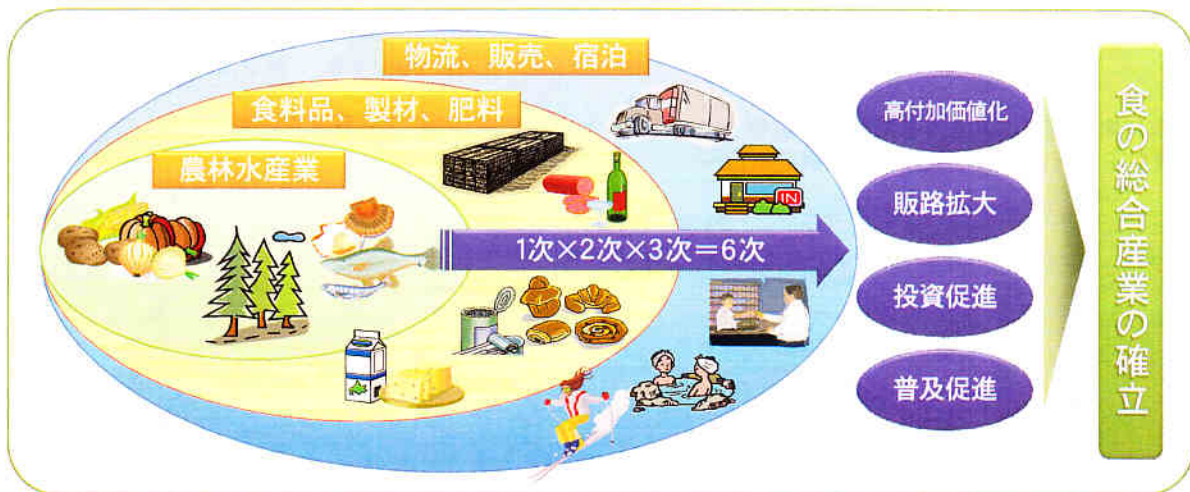 物流、販売、宿泊
食料品、製材、肥料
農林水産業
IN
1次×2次×3次=6次
高付加価値化
販路拡大
投資促進
普及促進
食の総合産業の確立